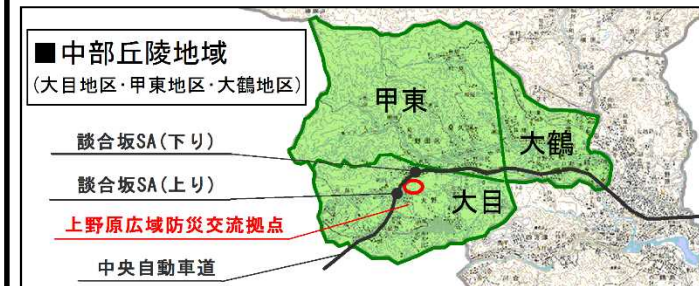 ■中部丘陵地域
(大目地区・甲東地区・大鶴地区)
甲東
大鶴
談合坂SA(下り)
談合坂SA(上り)
大目
上野原広域防災交流拠点
中央自動車道